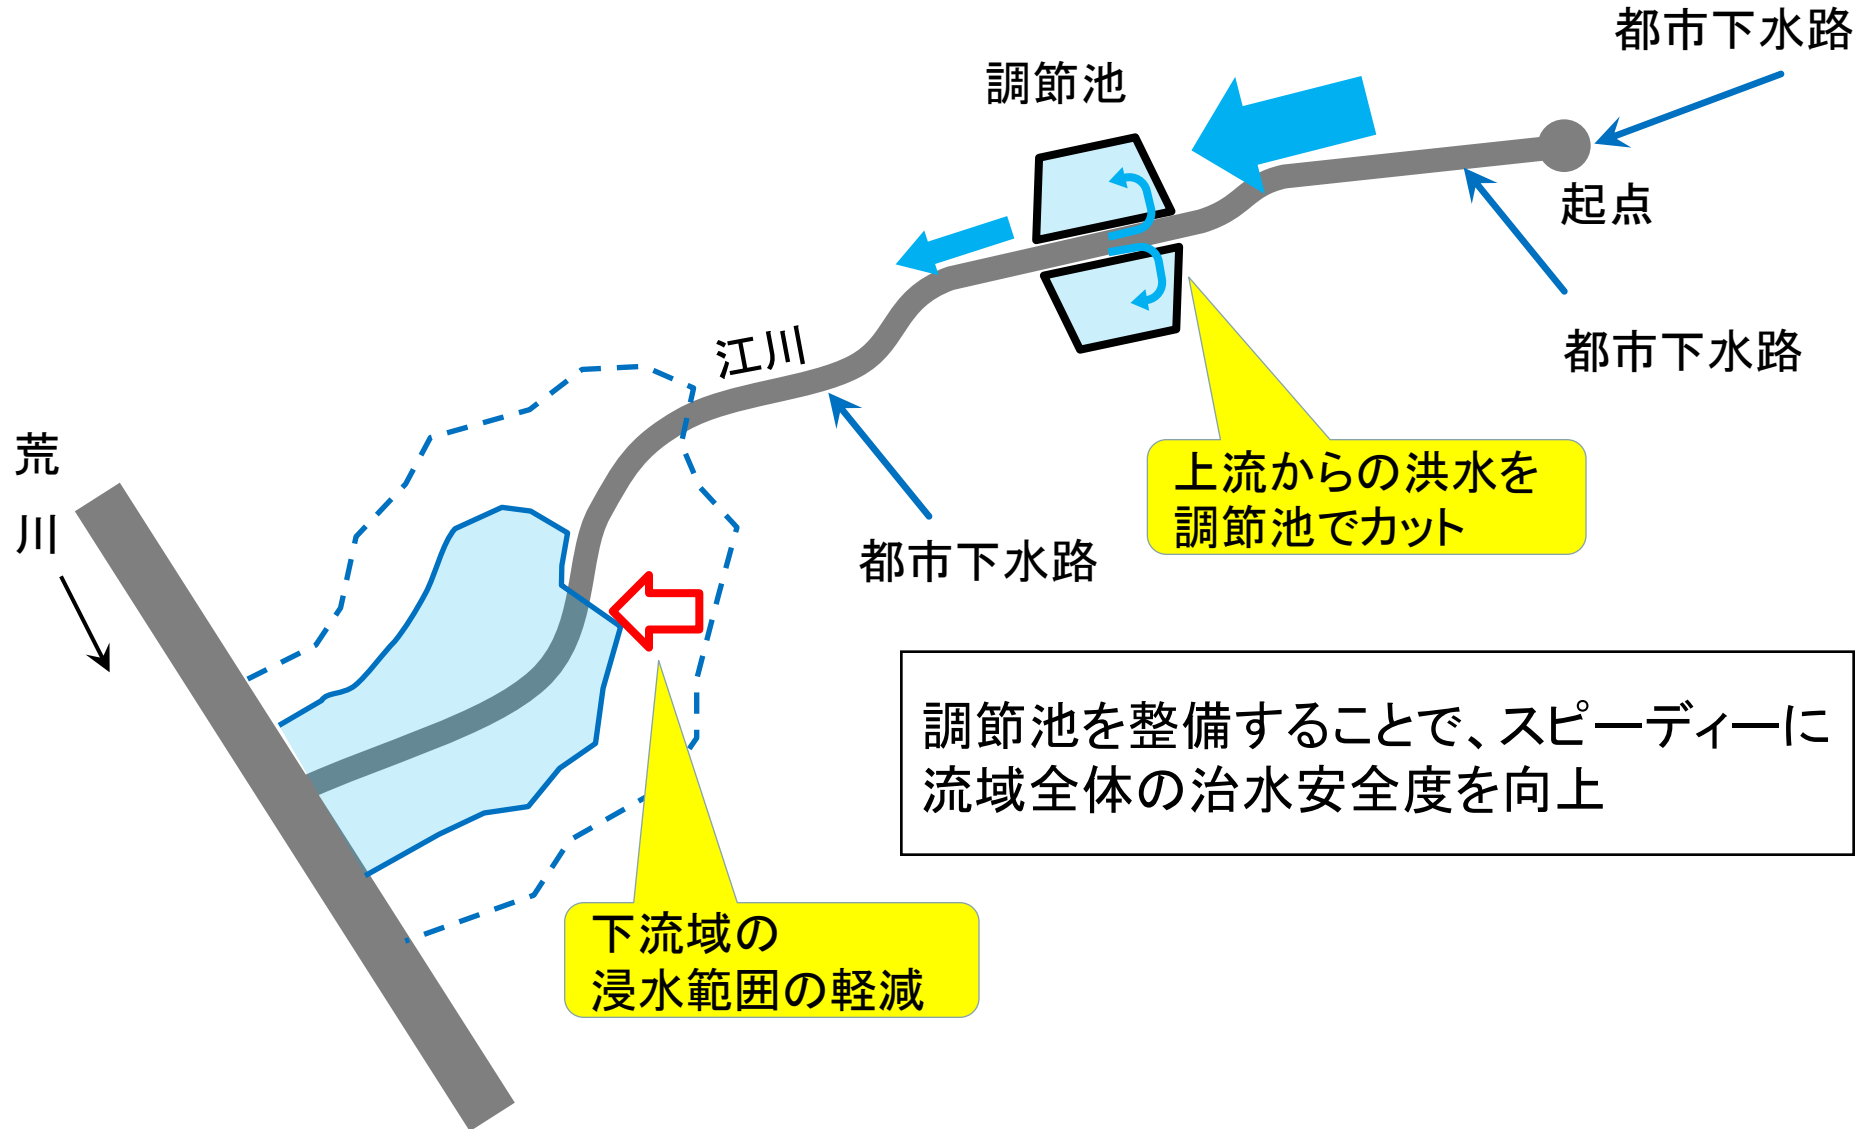 都市下水路
調節池
起点
都市下水路
江川
荒
川
上流からの洪水を
調節池でカット
都市下水路
調節池を整備することで、スピーディーに
流域全体の治水安全度を向上
下流域の
浸水範囲の軽減